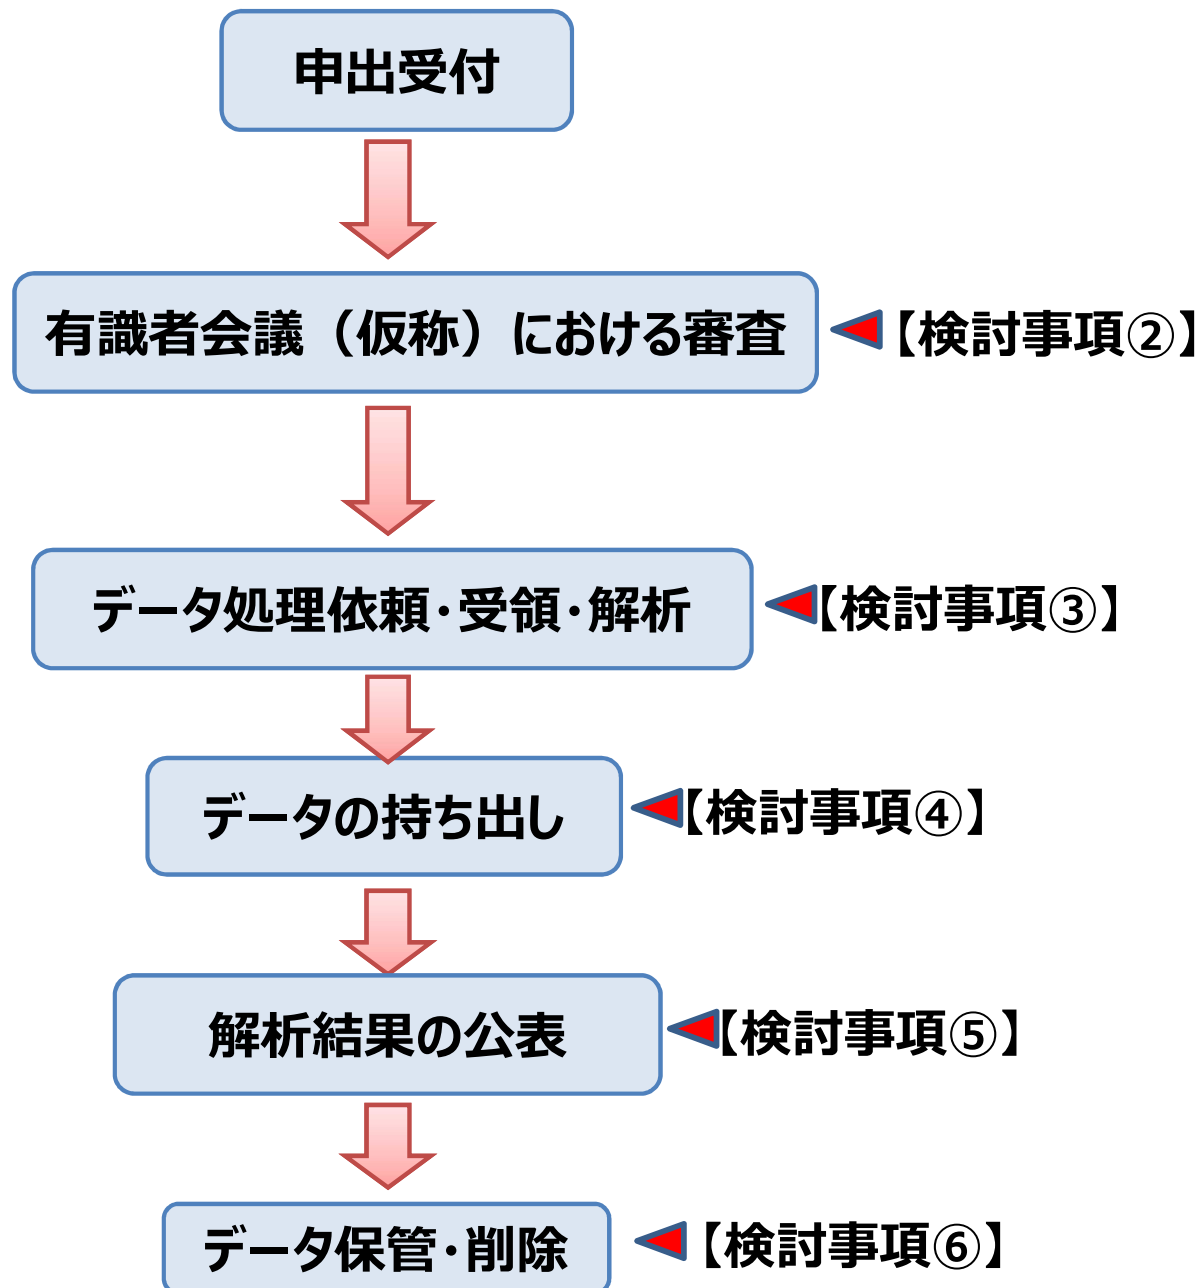 申出受付
有識者会議（仮称）における審査
【検討事項②】
データ処理依頼・受領・解析
【検討事項③】
データの持ち出し
【検討事項④】
解析結果の公表
【検討事項⑤】
データ保管・削除
【検討事項⑥】